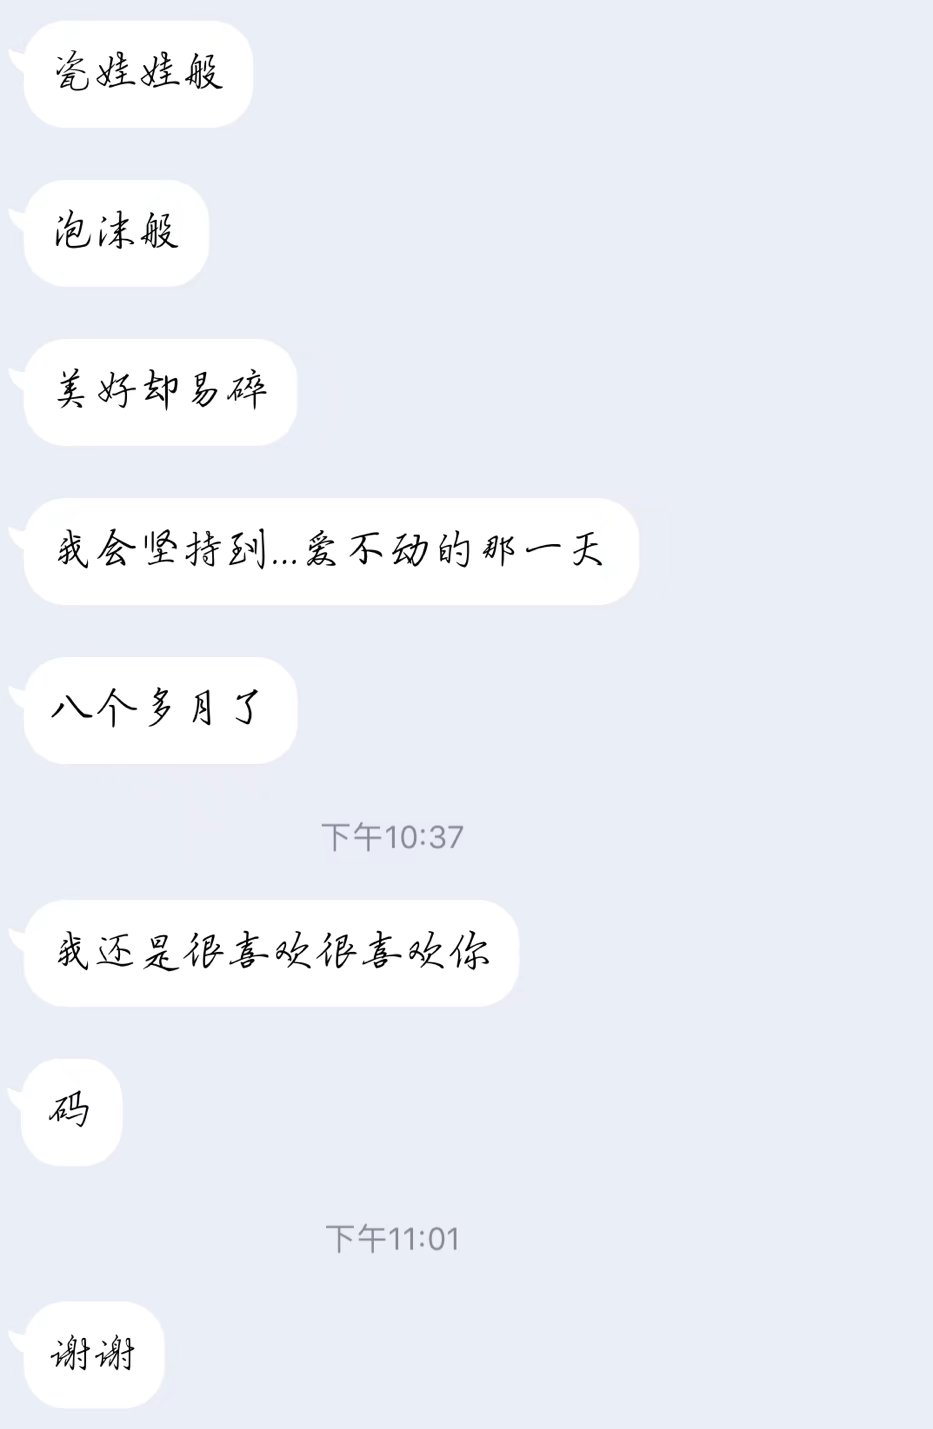 瓷娃娃般
泡沫般
美好却易碎
我会坚持到...爱不动的那一天
八个多月了
下午10:37
我还是很喜欢很喜欢你
码
下午11:01
谢谢